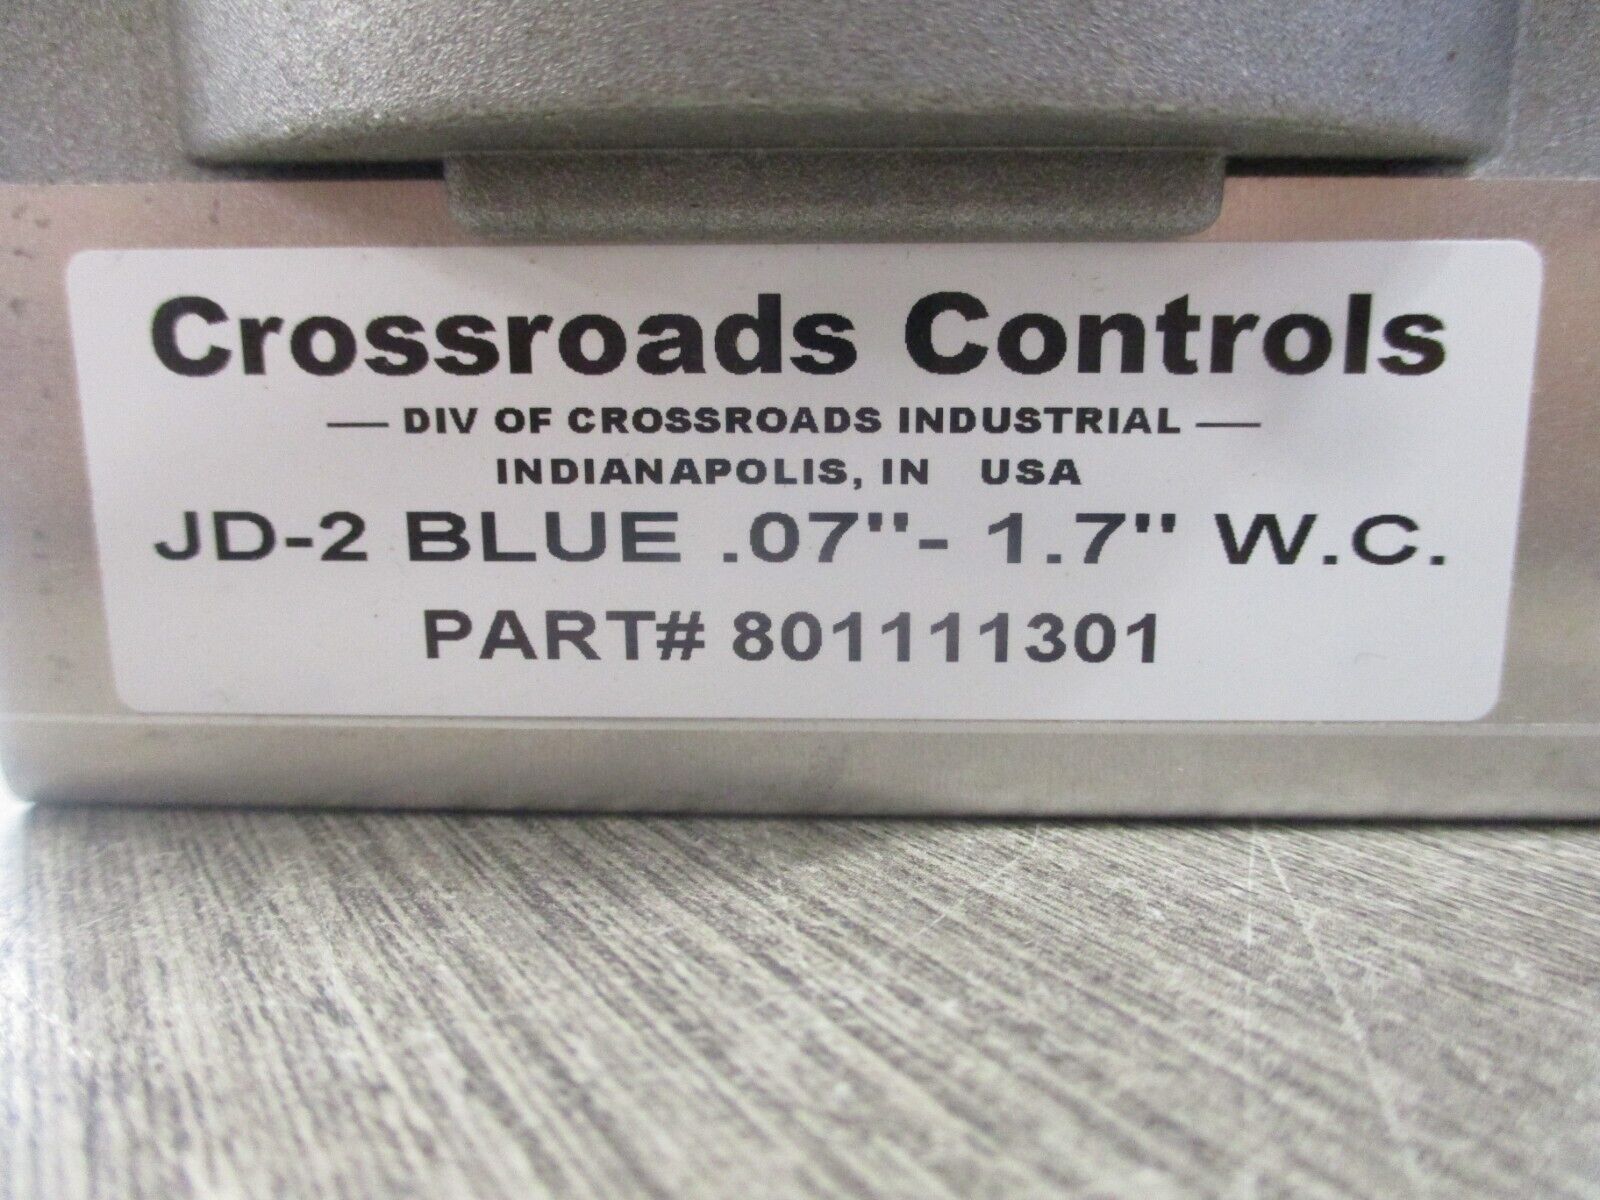 Crossroads Controls
— DIV OF CROSSROADS INDUSTRIAL —
INDIANAPOLIS, IN USA
JD-2 BLUE .07"- 1.7" W.C.
PART# 801111301